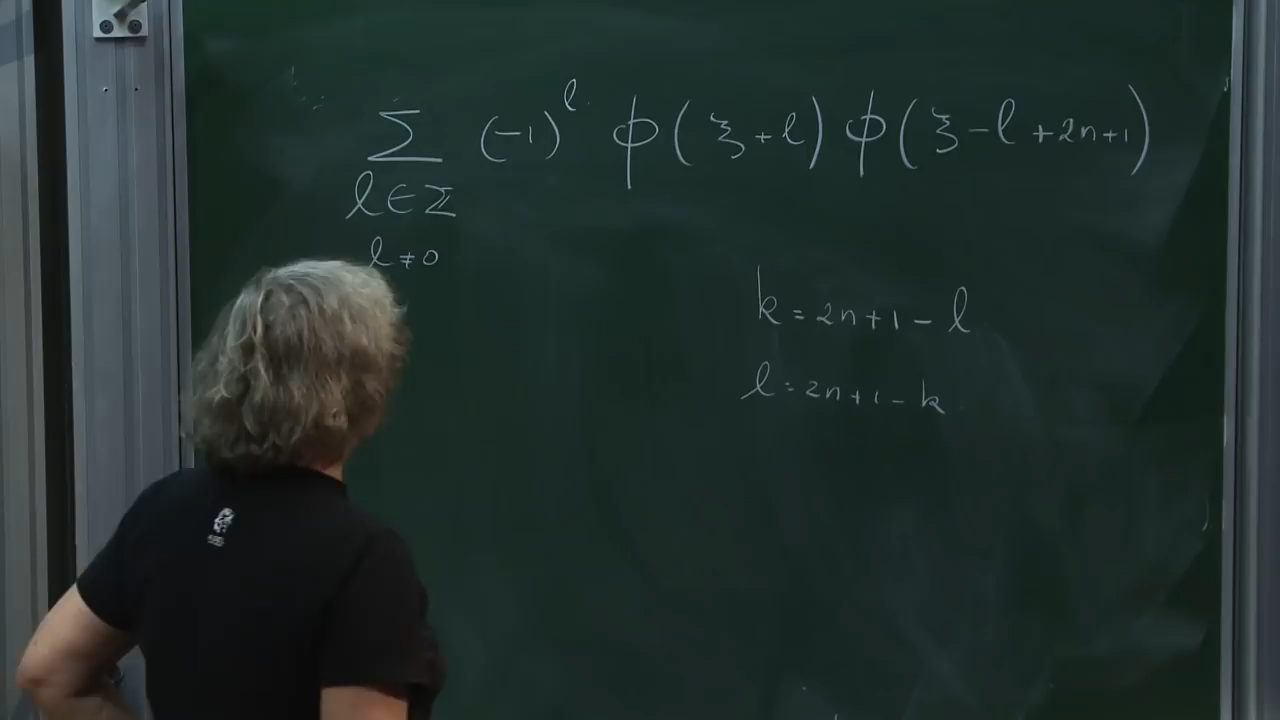 ∑ (-1)^ℓ ϕ(ξ+ℓ) ϕ(ξ-ℓ+2n+1)
ℓ∈ℤ
ℓ≠0
k=2n+1-ℓ
ℓ=2n+1-k